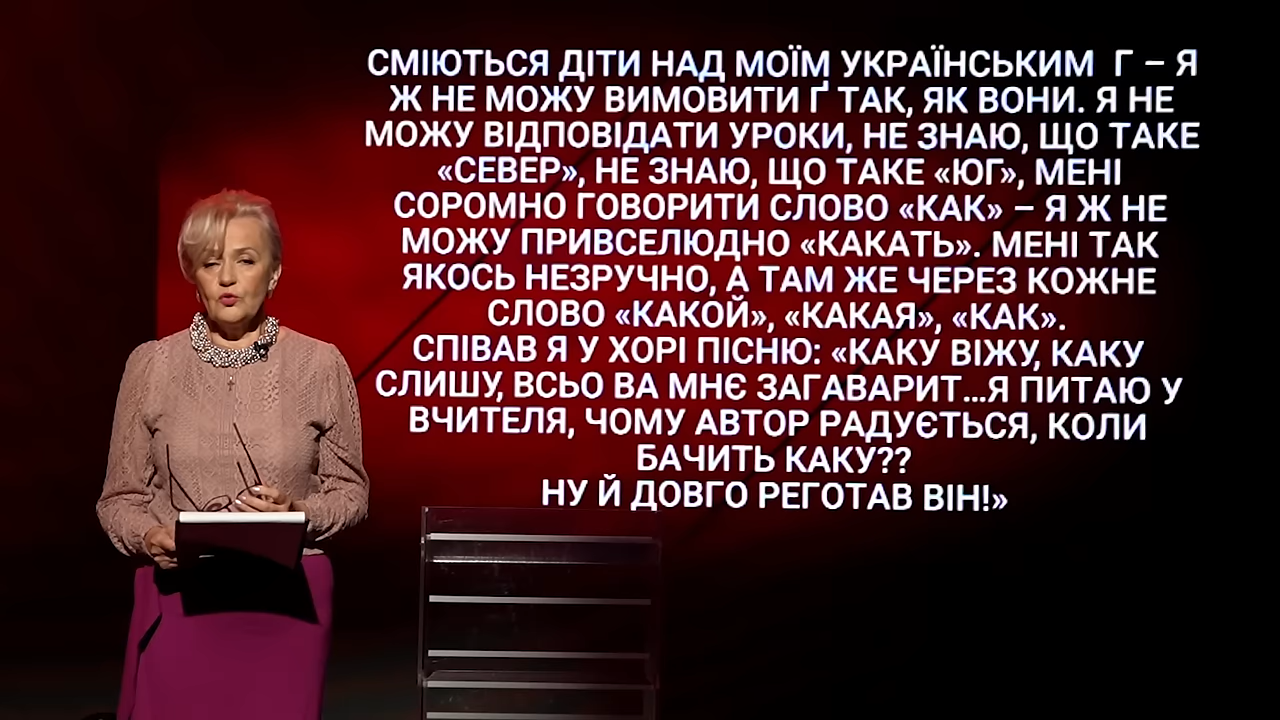 СМІЮТЬСЯ ДІТИ НАД МОЇМ УКРАЇНСЬКИМ Г – Я
Ж НЕ МОЖУ ВИМОВИТИ Ґ ТАК, ЯК ВОНИ. Я НЕ
МОЖУ ВІДПОВІДАТИ УРОКИ, НЕ ЗНАЮ, ЩО ТАКЕ
«СЕВЕР», НЕ ЗНАЮ, ЩО ТАКЕ «ЮГ», МЕНІ
СОРОМНО ГОВОРИТИ СЛОВО «КАК» – Я Ж НЕ
МОЖУ ПРИВСЕЛЮДНО «КАКАТЬ». МЕНІ ТАК
ЯКОСЬ НЕЗРУЧНО, А ТАМ ЖЕ ЧЕРЕЗ КОЖНЕ
СЛОВО «КАКОЙ», «КАКАЯ», «КАК».
СПІВАВ Я У ХОРІ ПІСНЮ: «КАКУ ВІЖУ, КАКУ
СЛИШУ, ВСЬО ВА МНЄ ЗАГАВАРИТ...Я ПИТАЮ У
ВЧИТЕЛЯ, ЧОМУ АВТОР РАДУЄТЬСЯ, КОЛИ
БАЧИТЬ КАКУ??
НУ Й ДОВГО РЕГОТАВ ВІН!»